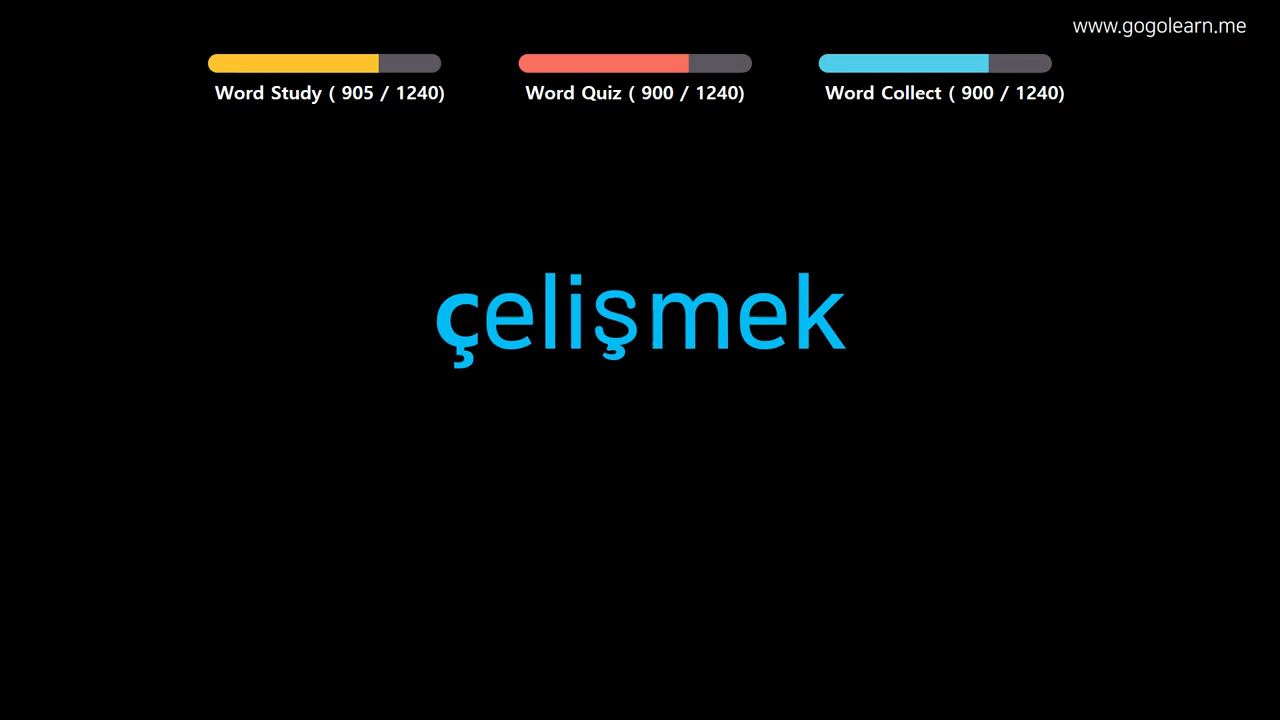 www.gogolearn.me
Word Study ( 905 / 1240)
Word Quiz ( 900 / 1240)
Word Collect ( 900 / 1240)
çelişmek